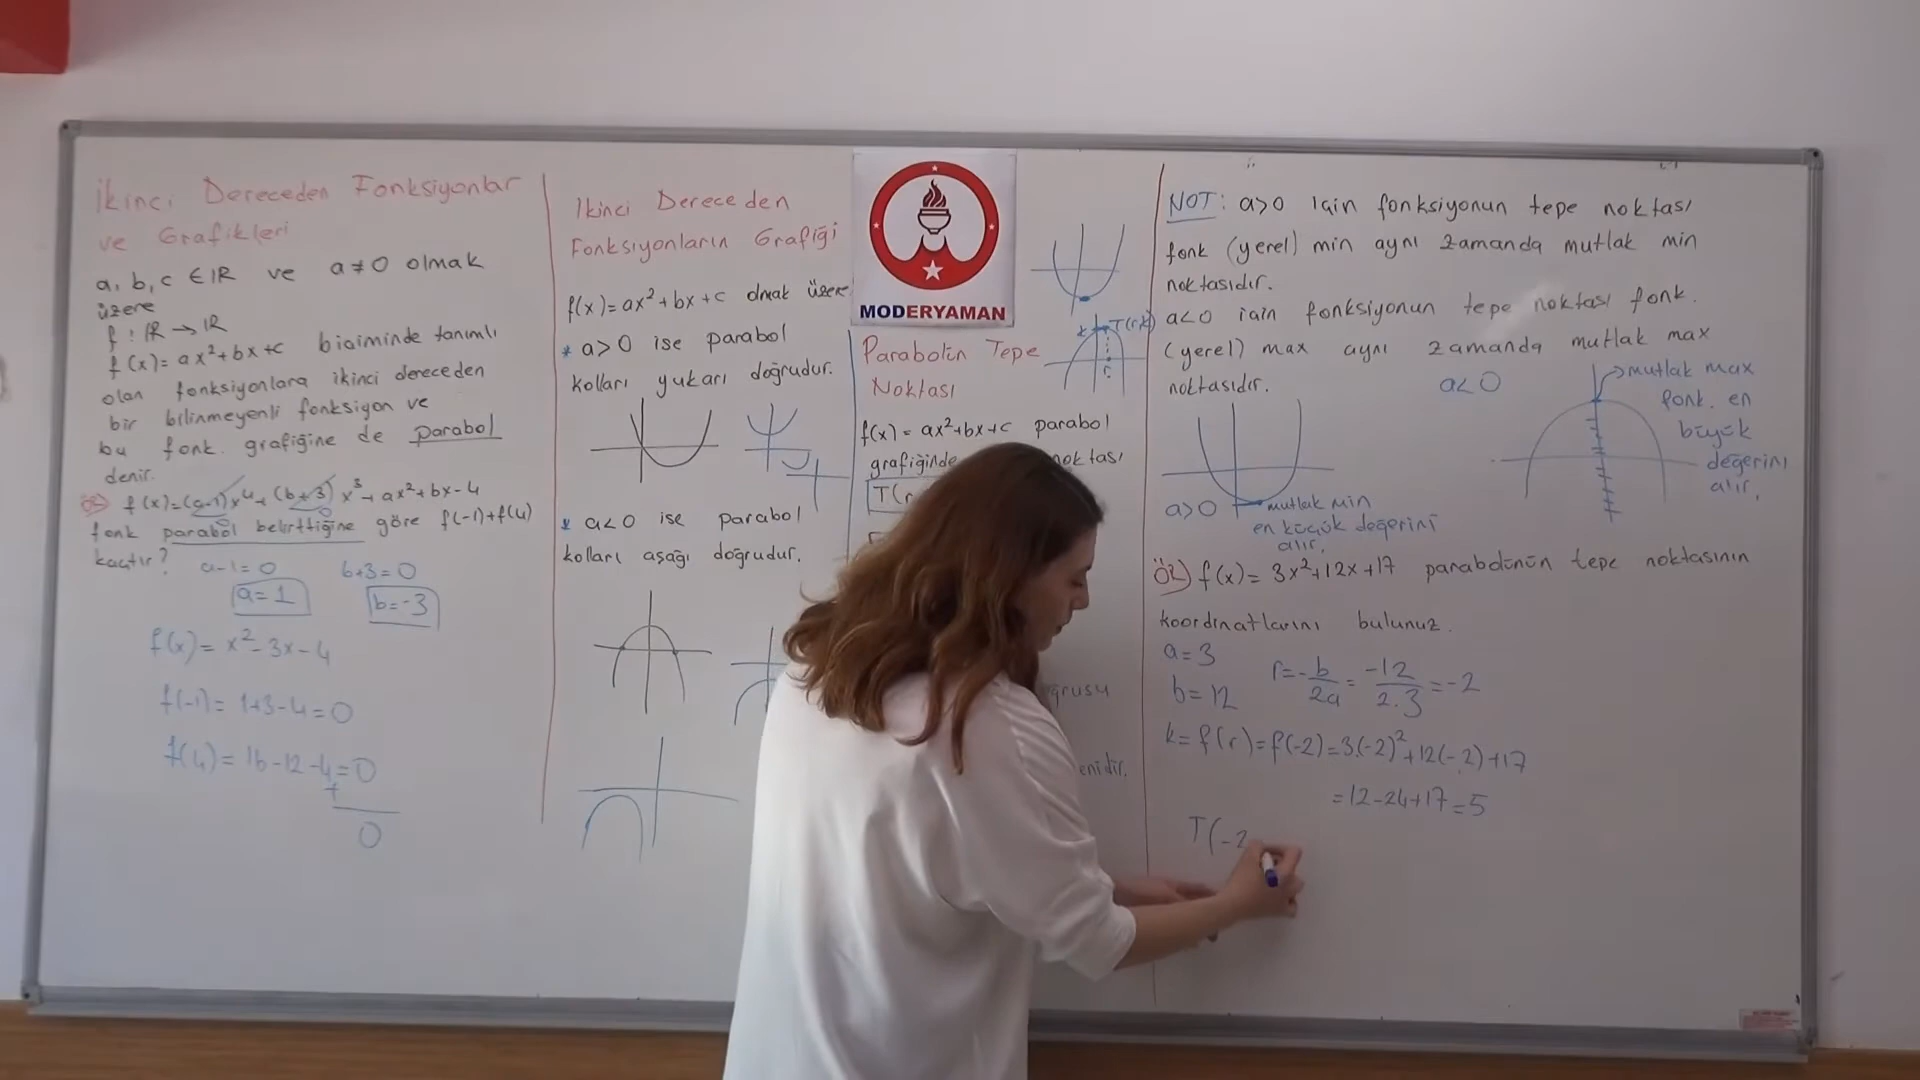 İkinci Dereceden Fonksiyonlar
ve Grafikleri
a, b, c ∈ IR ve a ≠ 0 olmak
üzere
f : IR → IR
f(x) = ax² + bx + c biçiminde tanımlı
olan fonksiyonlara ikinci dereceden
bir bilinmeyenli fonksiyon ve
bu fonk. grafiğine de parabol
denir.
ÖR) f(x) = (a-1)x⁴ + (b+3)x³ + ax² + bx - 4
0 0
fonk parabol belirttiğine göre f(-1) + f(4)
kaçtır?
a-1=0 b+3=0
a=1 b=-3
f(x) = x² - 3x - 4
f(-1) = 1+3-4 = 0
f(4) = 16-12-4 = 0
+
0
İkinci Dereceden
Fonksiyonların Grafiği
f(x) = ax² + bx + c olmak üzere
* a>0 ise parabol
kolları yukarı doğrudur.
* a<0 ise parabol
kolları aşağı doğrudur.
MODERYAMAN
k T(r,k)
r
Parabolün Tepe
Noktası
f(x) = ax² + bx + c parabol
grafiğinde noktası
T(r
r
ğrusu
enidir.
NOT: a>0 için fonksiyonun tepe noktası
fonk (yerel) min aynı zamanda mutlak min
noktasıdır.
a<0 için fonksiyonun tepe noktası fonk.
(yerel) max aynı zamanda mutlak max
noktasıdır.
a>0
mutlak min
en küçük değerini
alır.
a<0
mutlak max
fonk. en
büyük
değerini
alır.
ÖR) f(x) = 3x² + 12x + 17 parabolünün tepe noktasının
koordinatlarını bulunuz.
a=3
b=12
r = -b/2a = -12/2.3 = -2
k = f(r) = f(-2) = 3.(-2)² + 12(-2) + 17
= 12-24+17 = 5
T(-2